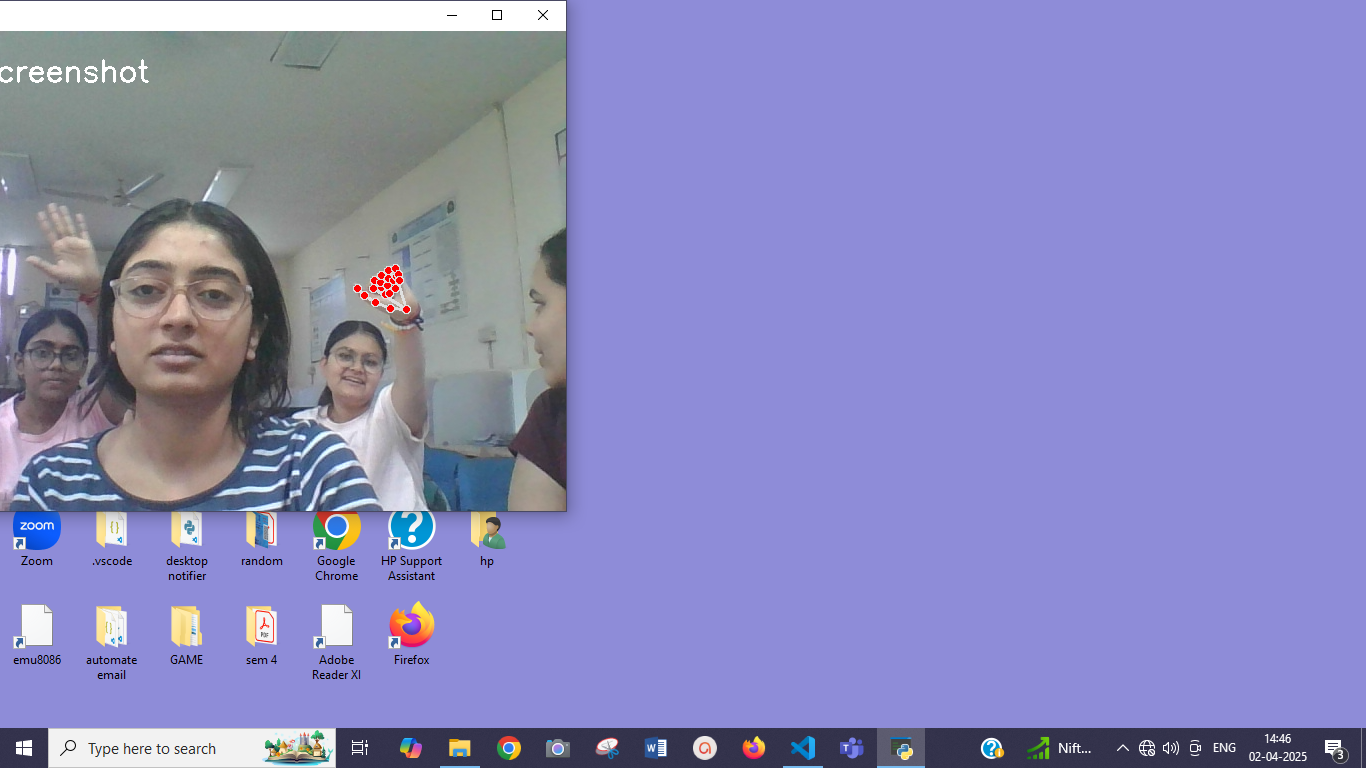 creenshot
zoom
Zoom
.vscode
desktop
notifier
random
Google
Chrome
HP Support
Assistant
hp
emu8086
automate
email
GAME
PDF
sem 4
Adobe
Reader XI
Firefox
Type here to search
Nift...
ENG
14:46
02-04-2025
3